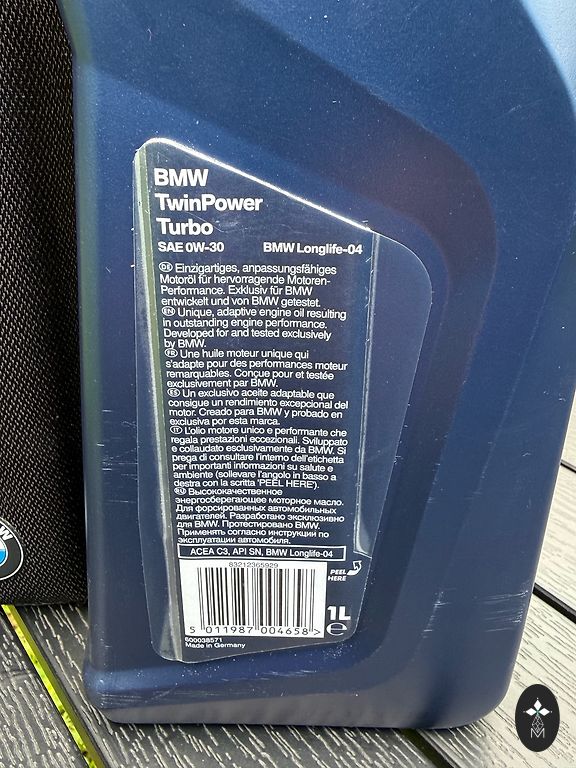 BMW
TwinPower
Turbo
SAE 0W-30 BMW Longlife-04
DE Einzigartiges, anpassungsfähiges
Motoröl für hervorragende Motoren-
Performance. Exklusiv für BMW
entwickelt und von BMW getestet.
EN Unique, adaptive engine oil resulting
in outstanding engine performance.
Developed for and tested exclusively
by BMW.
FR Une huile moteur unique qui
s'adapte pour des performances moteur
remarquables. Conçue pour et testée
exclusivement par BMW.
ES Un exclusivo aceite adaptable que
consigue un rendimiento excepcional del
motor. Creado para BMW y probado en
exclusiva por esta marca.
IT L'olio motore unico e performante che
regala prestazioni eccezionali. Sviluppato
e collaudato esclusivamente da BMW. Si
prega di consultare l'interno dell'etichetta
per importanti informazioni su salute e
ambiente (sollevare l'angolo in basso a
destra con la scritta 'PEEL HERE').
RU Высококачественное
энергосберегающее моторное масло.
Для форсированных автомобильных
двигателей. Разработано эксклюзивно
для BMW. Протестировано BMW.
Применять согласно инструкции по
эксплуатации автомобиля.
ACEA C3, API SN, BMW Longlife-04
83212365929
PEEL
HERE
5 011987 004658 >
1L
e
600038571
Made in Germany
M